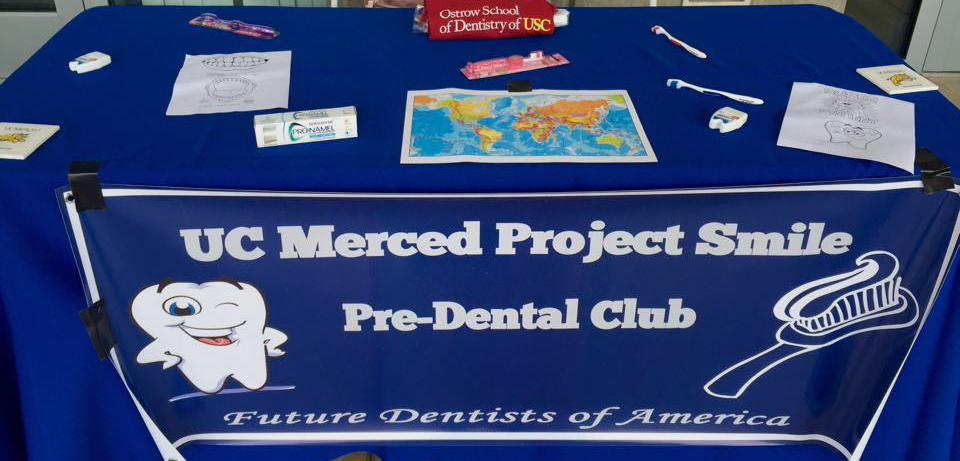 Ostrow School
of Dentistry of USC
PRONAMEL
UC Merced Project Smile
Pre-Dental Club
Future Dentists of America